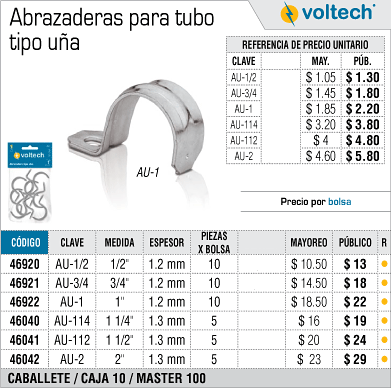 Abrazaderas para tubo
tipo uña
voltech
REFERENCIA DE PRECIO UNITARIO
CLAVE MAY. PÚB.
AU-1/2 $ 1.05 $ 1.30
AU-3/4 $ 1.45 $ 1.80
AU-1 $ 1.85 $ 2.20
AU-114 $ 3.20 $ 3.80
AU-112 $ 4 $ 4.80
AU-2 $ 4.60 $ 5.80
voltech
AU-1
Precio por bolsa
CÓDIGO CLAVE MEDIDA ESPESOR PIEZAS X BOLSA MAYOREO PÚBLICO R
46920 AU-1/2 1/2" 1.2 mm 10 $ 10.50 $ 13
46921 AU-3/4 3/4" 1.2 mm 10 $ 14.50 $ 18
46922 AU-1 1" 1.2 mm 10 $ 18.50 $ 22
46040 AU-114 1 1/4" 1.3 mm 5 $ 16 $ 19
46041 AU-112 1 1/2" 1.3 mm 5 $ 20 $ 24
46042 AU-2 2" 1.3 mm 5 $ 23 $ 29
CABALLETE / CAJA 10 / MASTER 100